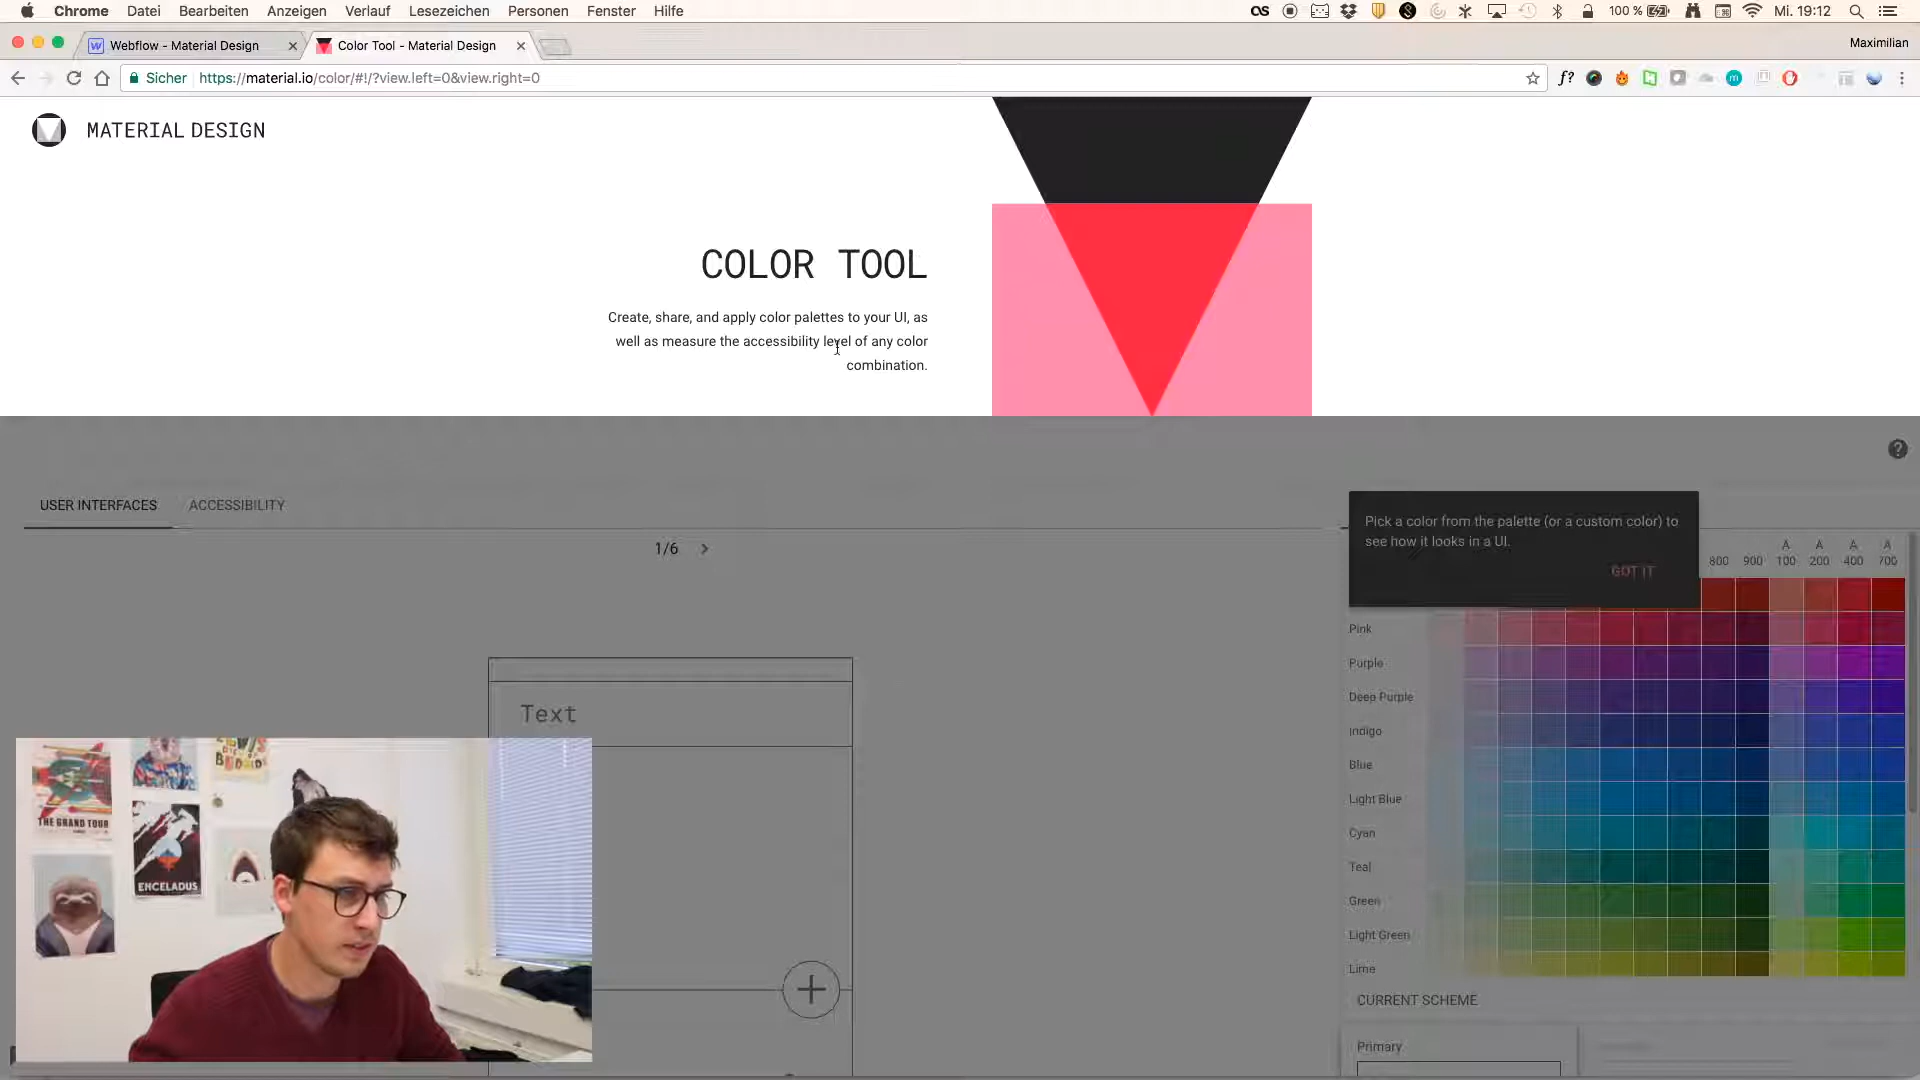 Chrome Datei Bearbeiten Anzeigen Verlauf Lesezeichen Personen Fenster Hilfe 100 % Mi. 19:12
Webflow - Material Design Color Tool - Material Design Maximilian
Sicher https://material.io/color/#!/?view.left=0&view.right=0 f?
MATERIAL DESIGN
COLOR TOOL
Create, share, and apply color palettes to your UI, as
well as measure the accessibility level of any color
combination.
USER INTERFACES ACCESSIBILITY
1/6
Pick a color from the palette (or a custom color) to
see how it looks in a UI.
GOT IT
800 900 A 100 A 200 A 400 A 700
Pink
Purple
Deep Purple
Indigo
Blue
Light Blue
Cyan
Teal
Green
Light Green
Lime
CURRENT SCHEME
Primary
Text
THE GRAND TOUR
ENCELADUS